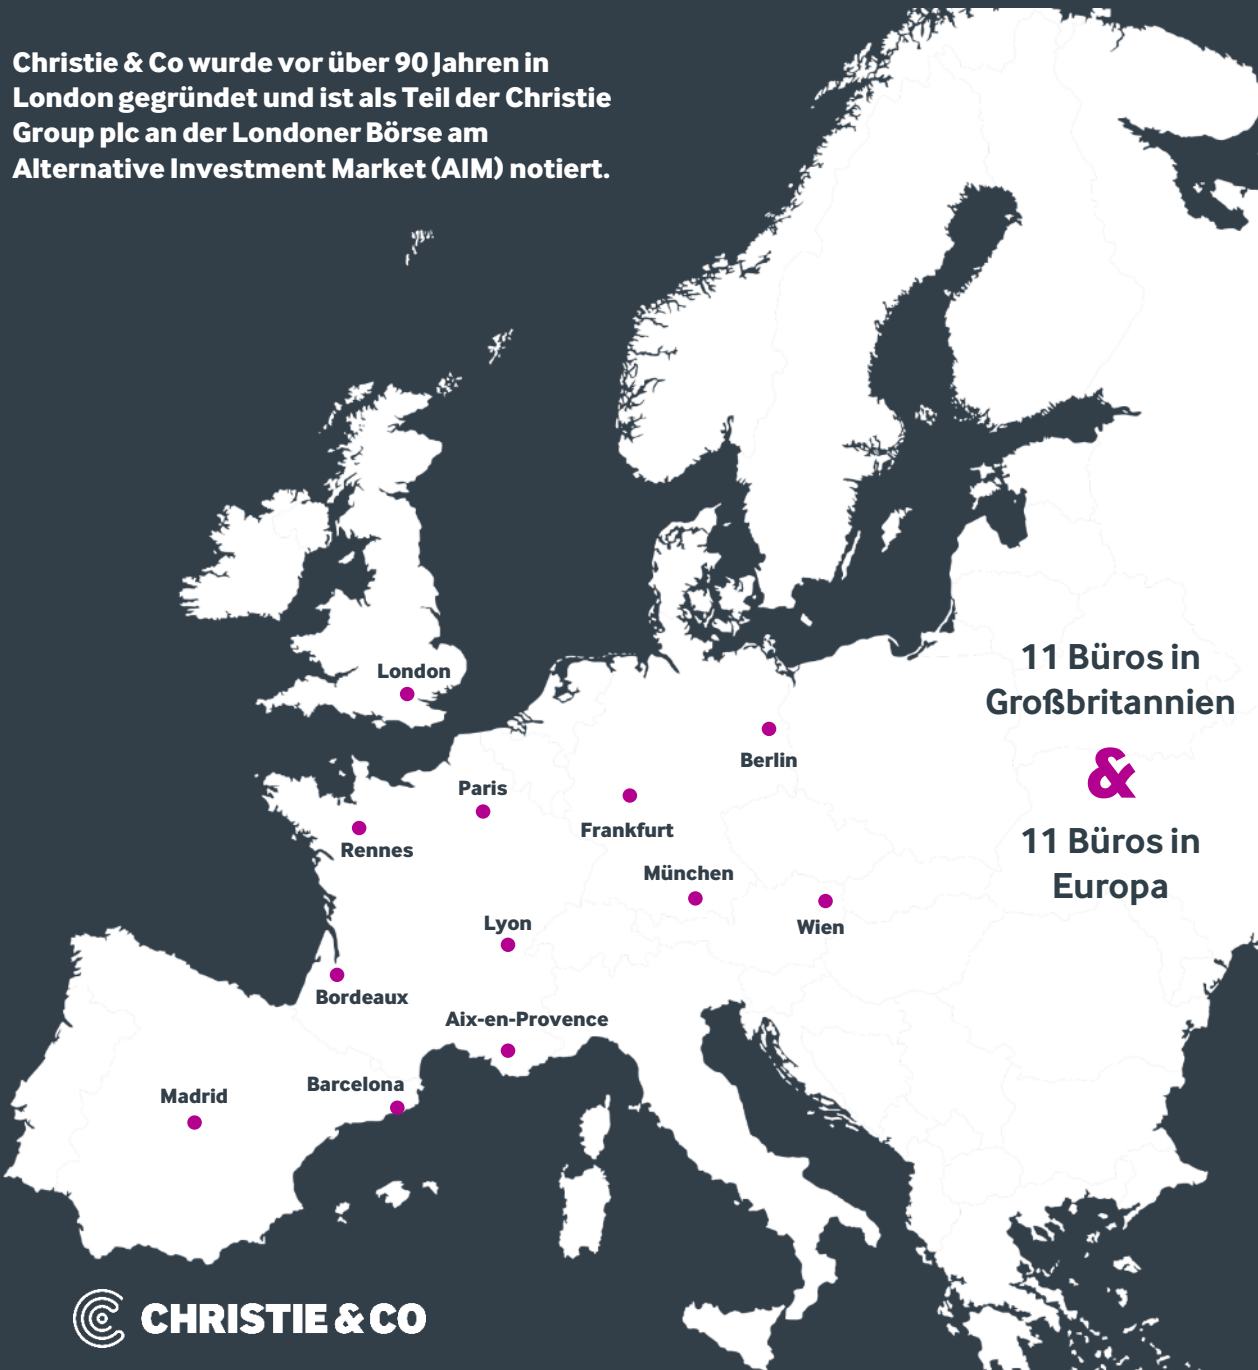 Christie & Co wurde vor über 90 Jahren in
London gegründet und ist als Teil der Christie
Group plc an der Londoner Börse am
Alternative Investment Market (AIM) notiert.
London
11 Büros in
Großbritannien
&
11 Büros in
Europa
Berlin
Paris
Frankfurt
Rennes
München
Lyon
Wien
Bordeaux
Aix-en-Provence
Barcelona
Madrid
CHRISTIE & CO